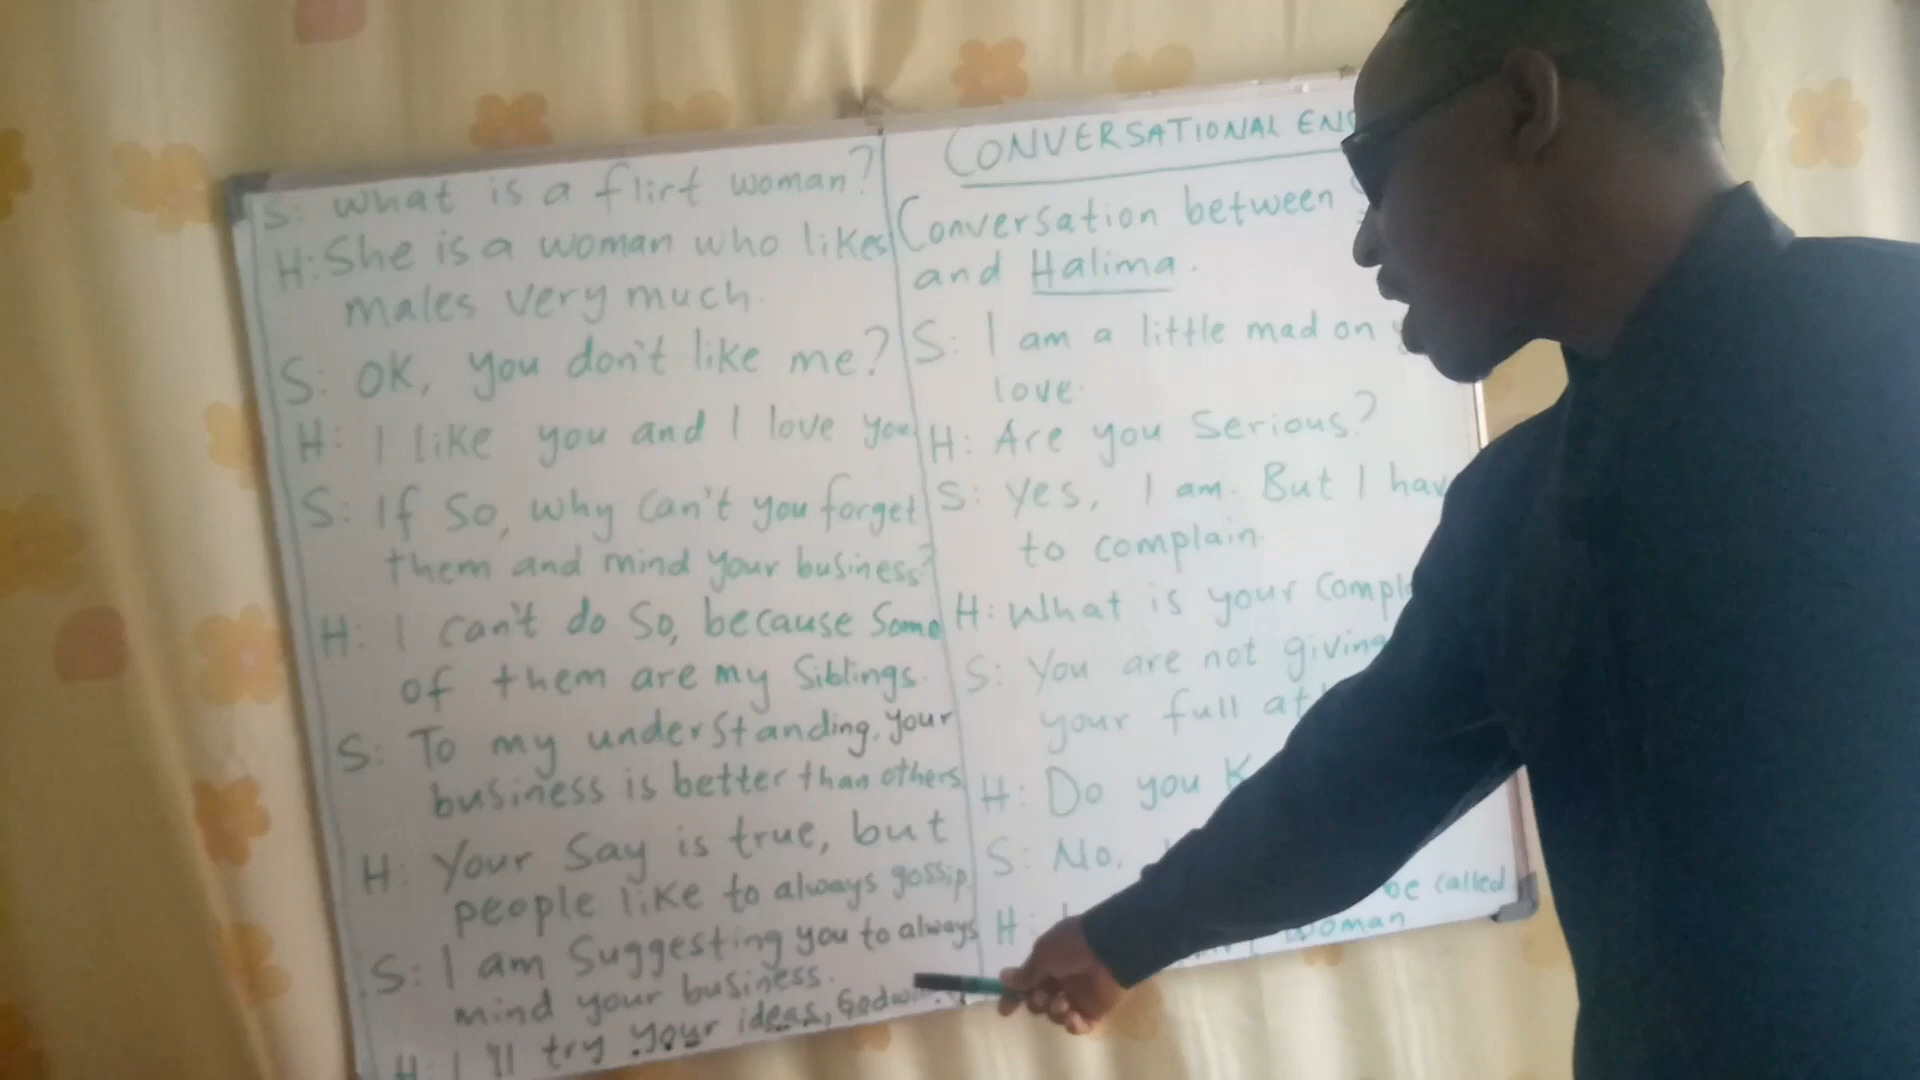 CONVERSATIONAL
Conversation between
and Halima.
S: I am a little mad on
love.
H: Are you serious?
S: Yes, I am. But I
to complain.
H: What is your
S: You are not giving
your full
H: Do you
S: No.
H: be called
woman.
S: What is a flirt woman?
H: She is a woman who likes
males very much.
S: OK, you don't like me?
H: I like you and I love you
S: If so, why can't you forget
them and mind your business?
H: I can't do so, because some
of them are my siblings.
S: To my understanding, your
business is better than others.
H: Your say is true, but
people like to always gossip.
S: I am suggesting you to always
mind your business.
H: I'll try your ideas,